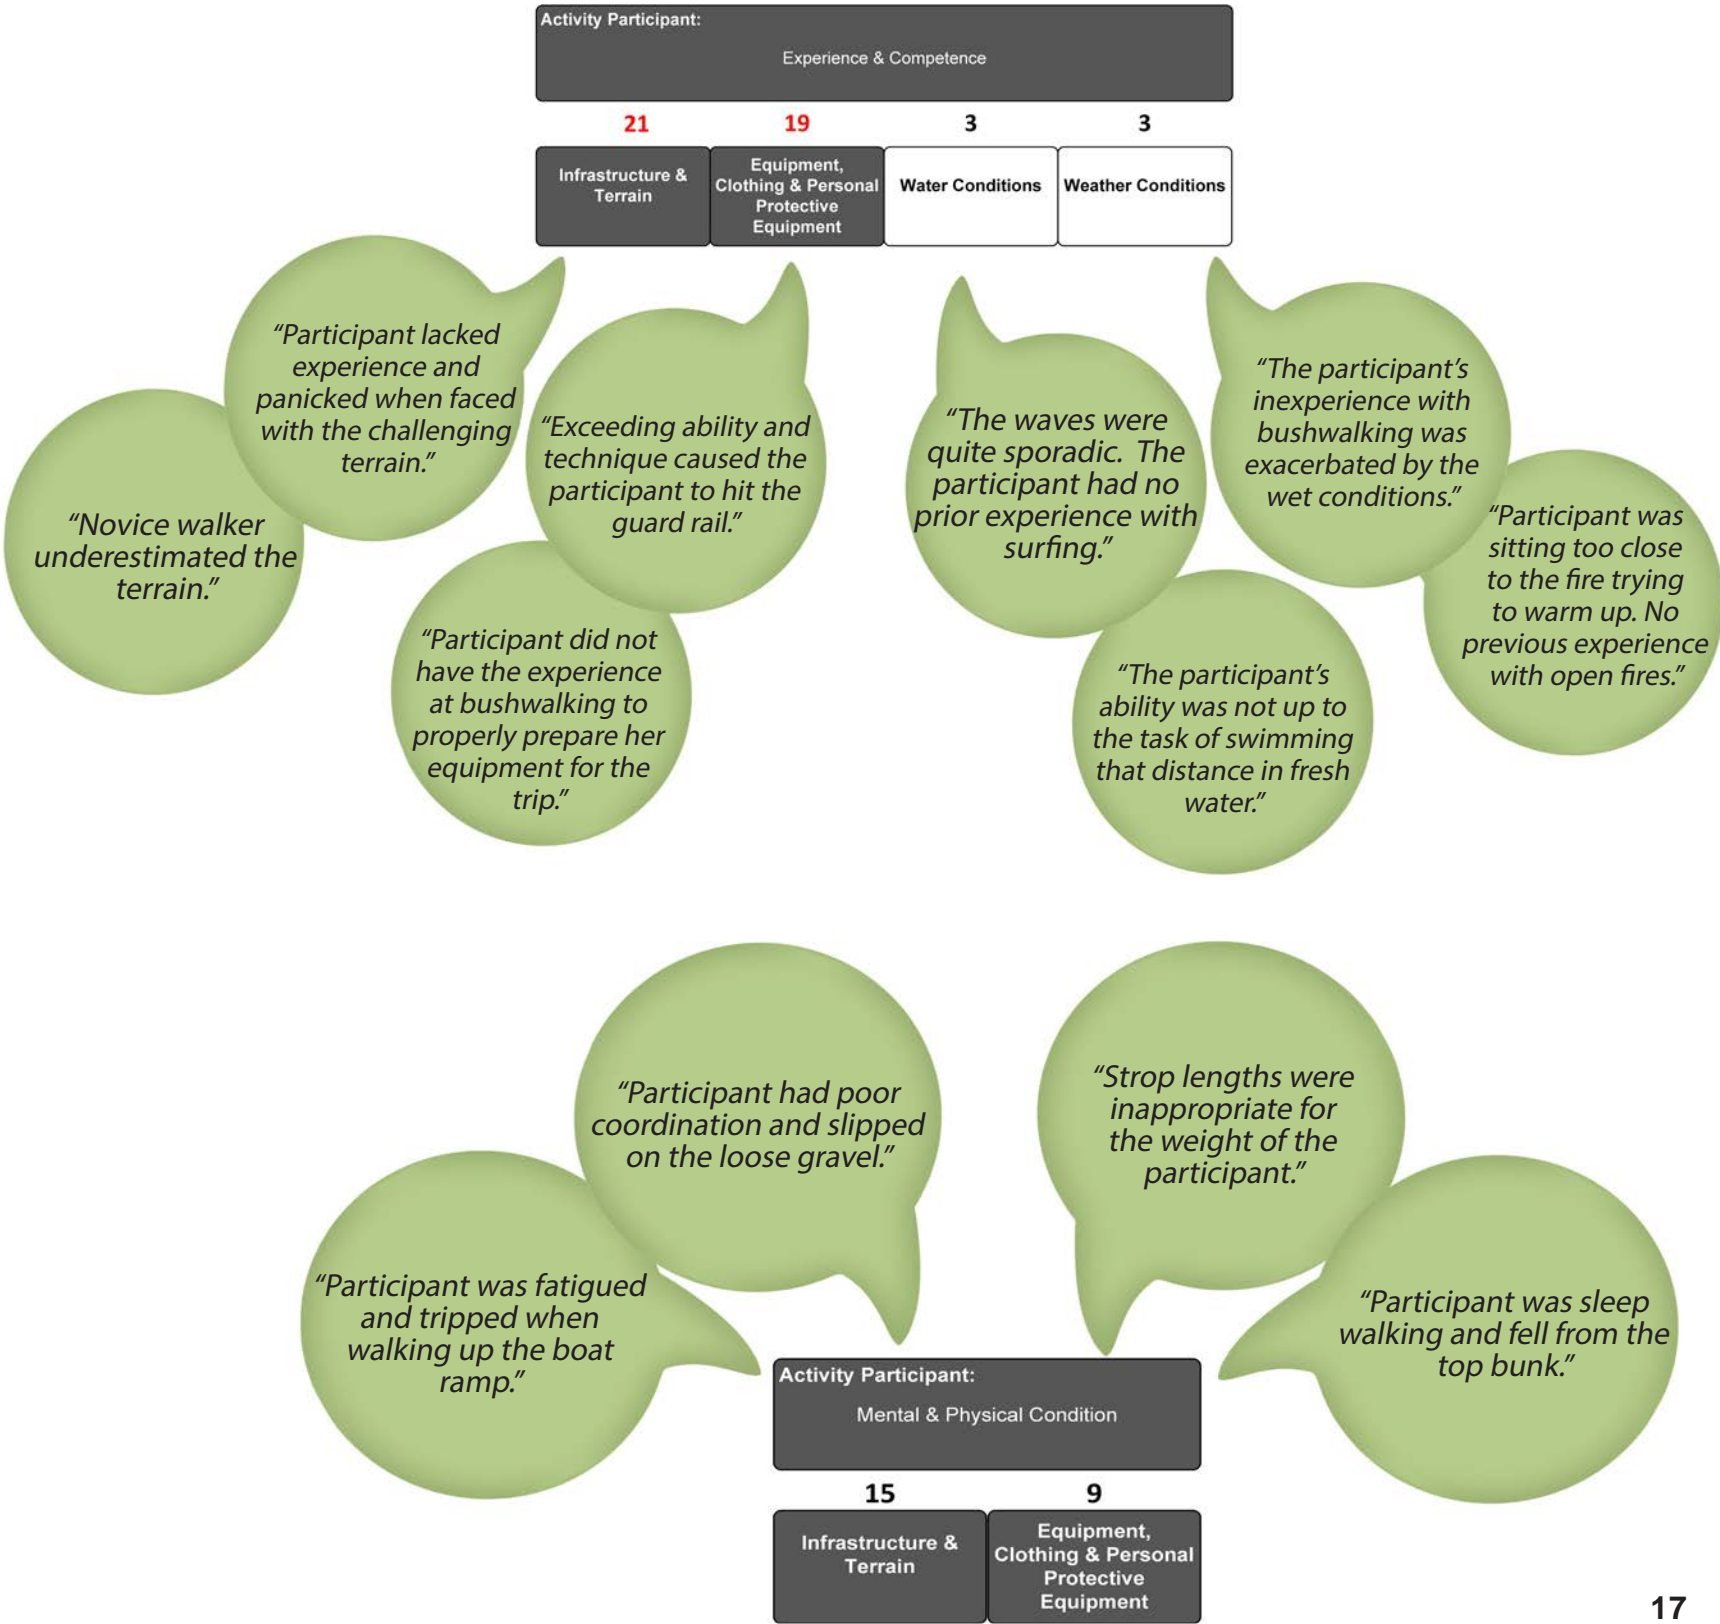 Activity Participant:
Experience & Competence
21
19
3
3
Infrastructure &
Terrain
Equipment,
Clothing & Personal
Protective
Equipment
Water Conditions
Weather Conditions
“Participant lacked
experience and
panicked when faced
with the challenging
terrain.”
“Novice walker
underestimated the
terrain.”
“Exceeding ability and
technique caused the
participant to hit the
guard rail.”
“Participant did not
have the experience
at bushwalking to
properly prepare her
equipment for the
trip.”
“The waves were
quite sporadic. The
participant had no
prior experience with
surfing.”
“The participant’s
ability was not up to
the task of swimming
that distance in fresh
water.”
“The participant’s
inexperience with
bushwalking was
exacerbated by the
wet conditions.”
“Participant was
sitting too close
to the fire trying
to warm up. No
previous experience
with open fires.”
“Participant had poor
coordination and slipped
on the loose gravel.”
“Participant was fatigued
and tripped when
walking up the boat
ramp.”
“Strop lengths were
inappropriate for
the weight of the
participant.”
“Participant was sleep
walking and fell from the
top bunk.”
Activity Participant:
Mental & Physical Condition
15
9
Infrastructure &
Terrain
Equipment,
Clothing & Personal
Protective
Equipment
17